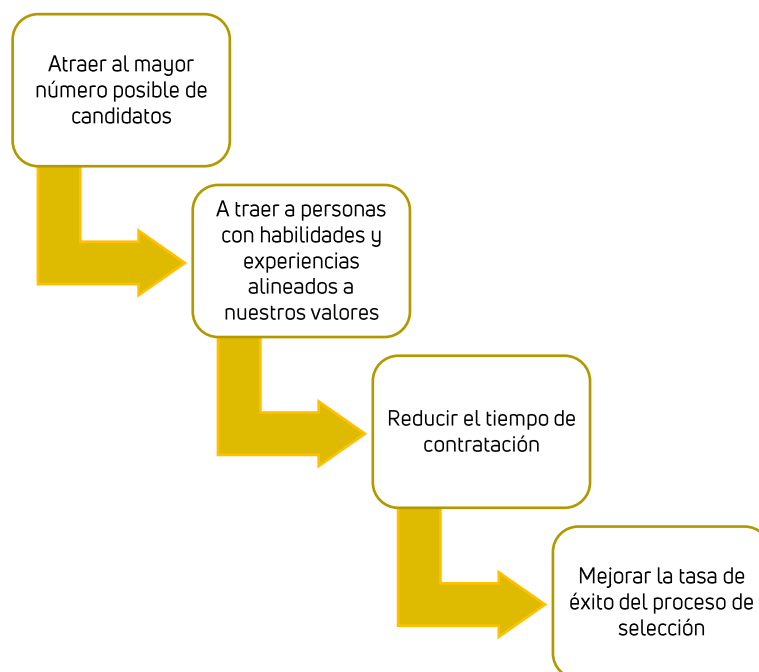 Atraer al mayor
número posible de
candidatos
A traer a personas
con habilidades y
experiencias
alineados a
nuestros valores
Reducir el tiempo de
contratación
Mejorar la tasa de
éxito del proceso de
selección